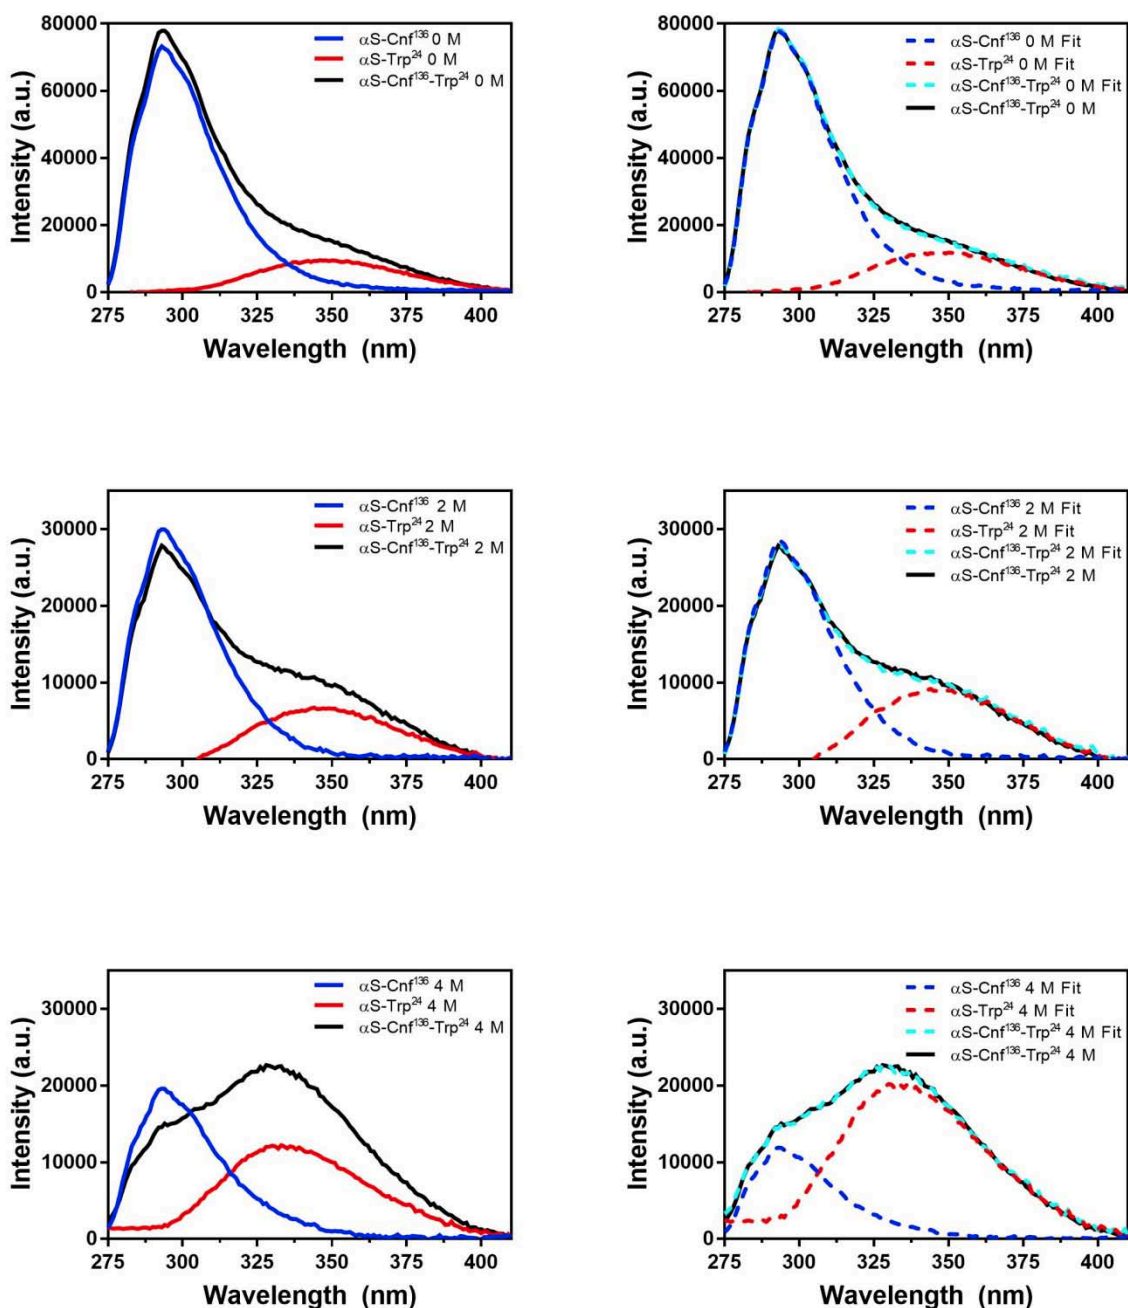 80000
60000
40000
20000
0
Intensity (a.u.)
αS-Cnf¹³⁶ 0 M
αS-Trp²⁴ 0 M
αS-Cnf¹³⁶-Trp²⁴ 0 M
275 300 325 350 375 400
Wavelength (nm)
80000
60000
40000
20000
0
Intensity (a.u.)
αS-Cnf¹³⁶ 0 M Fit
αS-Trp²⁴ 0 M Fit
αS-Cnf¹³⁶-Trp²⁴ 0 M Fit
αS-Cnf¹³⁶-Trp²⁴ 0 M
275 300 325 350 375 400
Wavelength (nm)
30000
20000
10000
0
Intensity (a.u.)
αS-Cnf¹³⁶ 2 M
αS-Trp²⁴ 2 M
αS-Cnf¹³⁶-Trp²⁴ 2 M
275 300 325 350 375 400
Wavelength (nm)
30000
20000
10000
0
Intensity (a.u.)
αS-Cnf¹³⁶ 2 M Fit
αS-Trp²⁴ 2 M Fit
αS-Cnf¹³⁶-Trp²⁴ 2 M Fit
αS-Cnf¹³⁶-Trp²⁴ 2 M
275 300 325 350 375 400
Wavelength (nm)
30000
20000
10000
0
Intensity (a.u.)
αS-Cnf¹³⁶ 4 M
αS-Trp²⁴ 4 M
αS-Cnf¹³⁶-Trp²⁴ 4 M
275 300 325 350 375 400
Wavelength (nm)
30000
20000
10000
0
Intensity (a.u.)
αS-Cnf¹³⁶ 4 M Fit
αS-Trp²⁴ 4 M Fit
αS-Cnf¹³⁶-Trp²⁴ 4 M Fit
αS-Cnf¹³⁶-Trp²⁴ 4 M
275 300 325 350 375 400
Wavelength (nm)